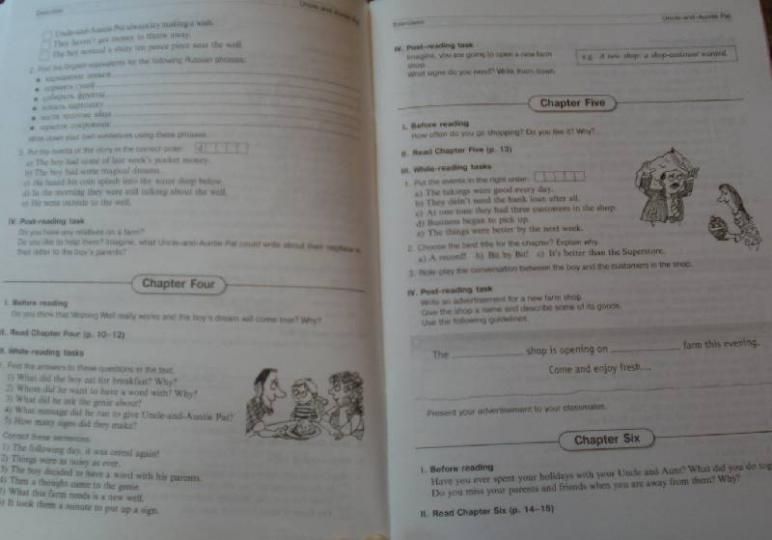 Exercises
Uncle and Auntie Pat
Uncle-and-Auntie Pat always try making a wish.
They haven't got money to throw away.
The boy noticed a shiny ten pence piece near the well.
2. Find the English equivalents for the following Russian phrases:
Write down your own sentences using these phrases.
3. Put the events of the story in the correct order:
a) The boy had some of last week's pocket money.
b) The boy had some magical dreams.
c) He heard his coin splash into the water deep below.
d) In the morning they were still talking about the well.
e) He went outside to the well.
IV. Post-reading task
Do you have any relatives on a farm?
Do you like to help them? Imagine, what Uncle-and-Auntie Pat could write about their nephew in
their letter to the boy's parents?
Chapter Four
I. Before reading
Do you think that Wishing Well really works and the boy's dream will come true? Why?
II. Read Chapter Four (p. 10–12)
II. While-reading tasks
1. Find the answers to these questions in the text.
1) What did the boy eat for breakfast? Why?
2) Whom did he want to have a word with? Why?
3) What did he ask the genie about?
4) What message did he run to give Uncle-and-Auntie Pat?
5) How many signs did they make?
Correct these sentences.
1) The following day, it was cereal again!
2) Things were as noisy as ever.
3) The boy decided to have a word with his parents.
4) Then a thought came to the genie.
5) What this farm needs is a new well.
6) It took them a minute to put up a sign.
Exercises
Uncle-and-Auntie Pat
IV. Post-reading task
Imagine, you are going to open a new farm
shop.
What signs do you need? Write them down.
e.g. A new shop: a shop-assistant wanted.
Chapter Five
I. Before reading
How often do you go shopping? Do you like it? Why?
II. Read Chapter Five (p. 13)
III. While-reading tasks
1. Put the events in the right order:
a) The takings were good every day.
b) They didn't need the bank loan after all.
c) At one time they had three customers in the shop.
d) Business began to pick up.
e) The things were better by the next week.
2. Choose the best title for the chapter? Explain why.
a) A record! b) Bit by Bit! c) It's better than the Superstore.
3. Role-play the conversation between the boy and the customers in the shop.
IV. Post-reading task
Write an advertisement for a new farm shop.
Give the shop a name and describe some of its goods.
Use the following guidelines.
The ____________ shop is opening on ____________ farm this evening.
Come and enjoy fresh....
Present your advertisement to your classmates.
Chapter Six
I. Before reading
Have you ever spent your holidays with your Uncle and Aunt? What did you do
Do you miss your parents and friends when you are away from them? Why?
II. Read Chapter Six (p. 14–15)